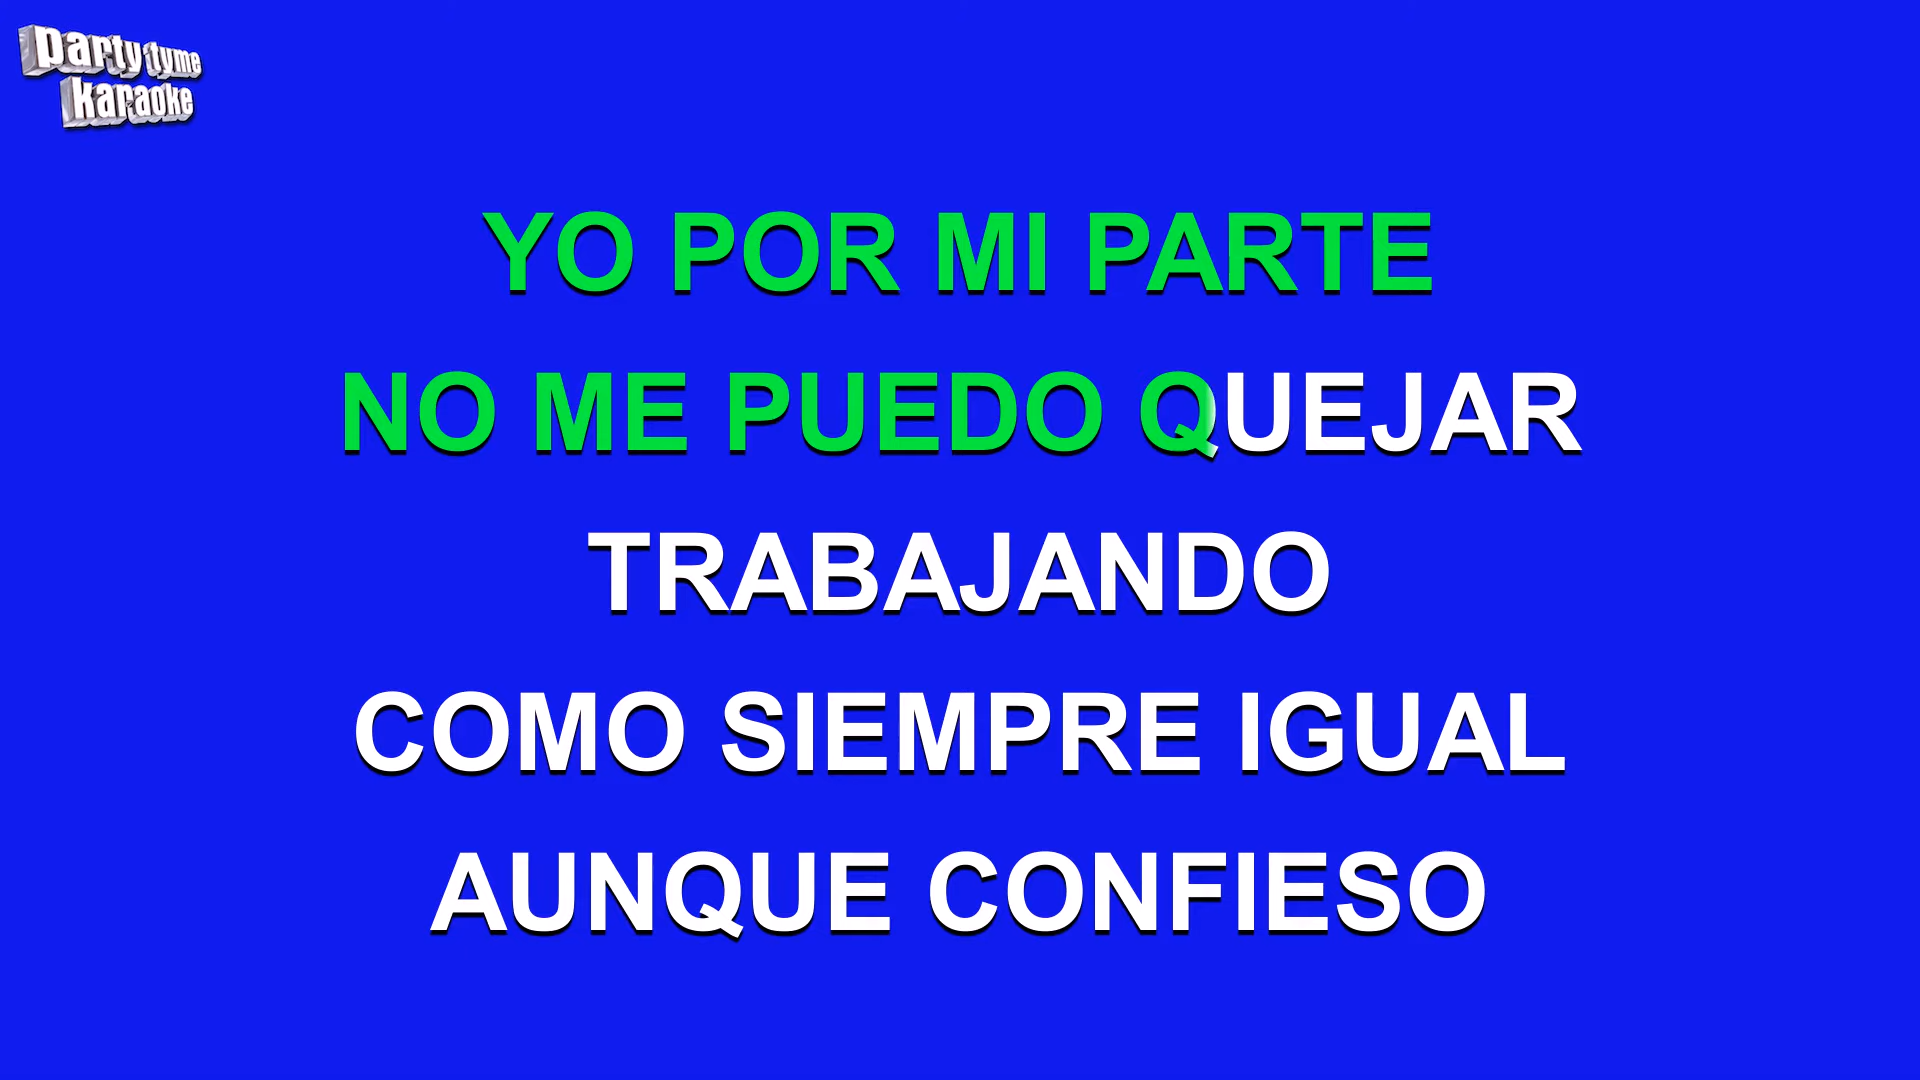 party tyme
karaoke
YO POR MI PARTE
NO ME PUEDO QUEJAR
TRABAJANDO
COMO SIEMPRE IGUAL
AUNQUE CONFIESO